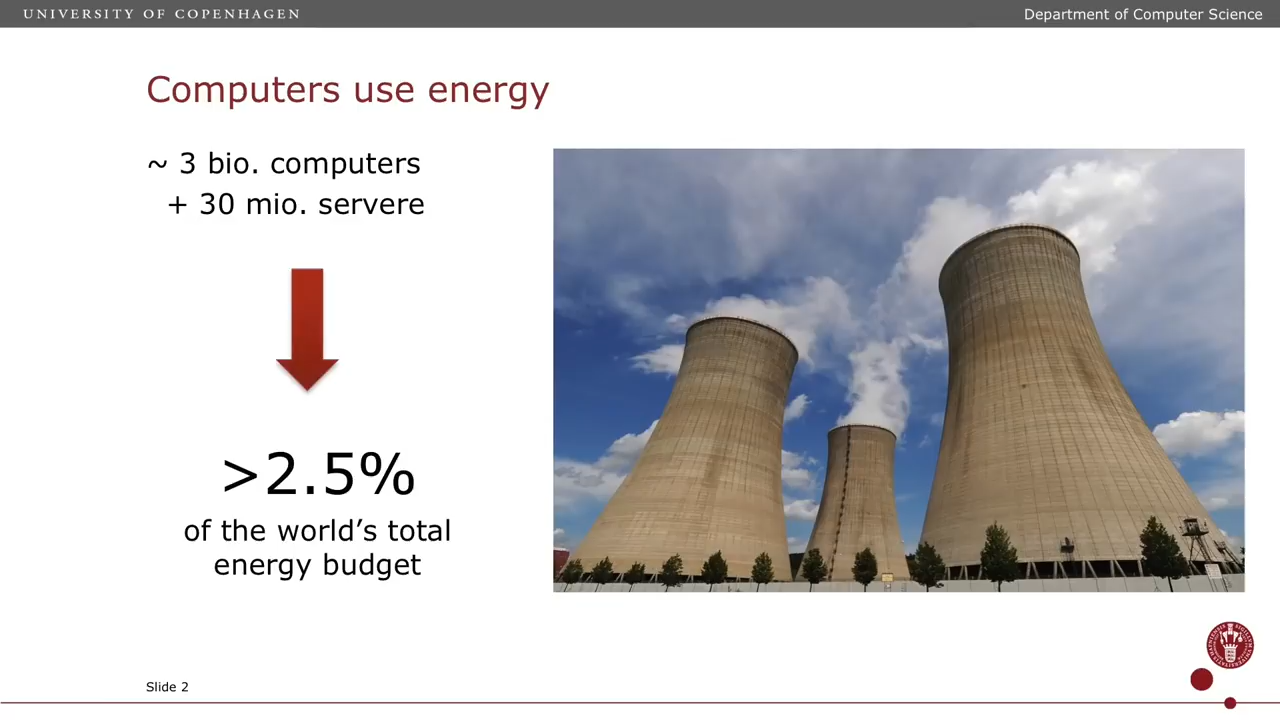 UNIVERSITY OF COPENHAGEN
Department of Computer Science
Computers use energy
~ 3 bio. computers
+ 30 mio. servere
>2.5%
of the world’s total
energy budget
Slide 2